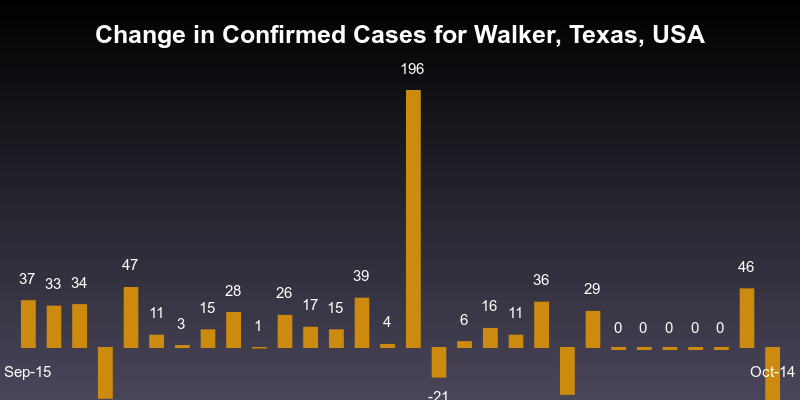 Change in Confirmed Cases for Walker, Texas, USA
196
37 33 34 47 11 3 15 28 1 26 17 15 39 4 6 16 11 36 29 0 0 0 0 0 46
Sep-15 Oct-14
-21